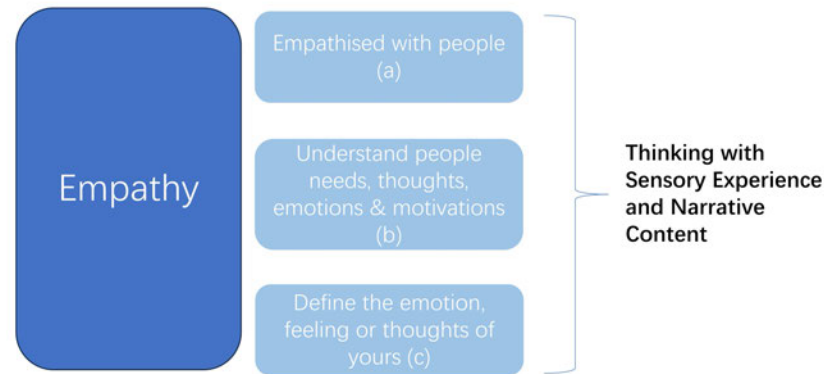 Empathy
Empathised with people
(a)
Understand people
needs, thoughts,
emotions & motivations
(b)
Define the emotion,
feeling or thoughts of
yours (c)
Thinking with
Sensory Experience
and Narrative
Content